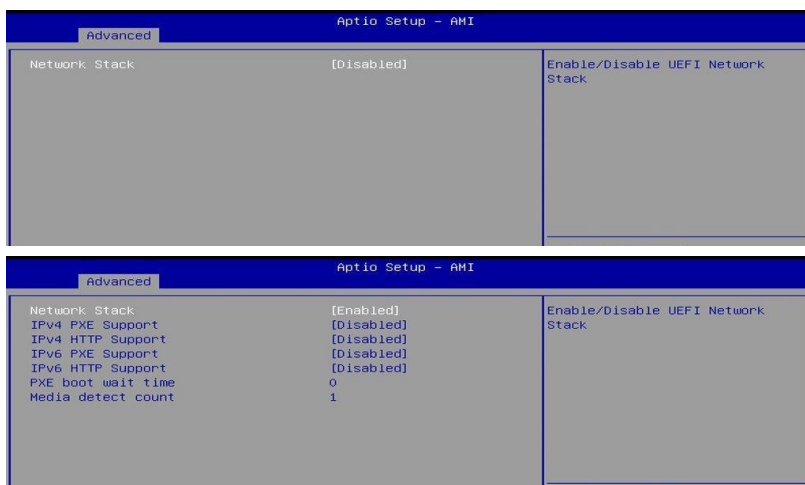 Aptio Setup - AMI
Advanced
Network Stack [Disabled] Enable/Disable UEFI Network
Stack
Aptio Setup - AMI
Advanced
Network Stack [Enabled] Enable/Disable UEFI Network
IPv4 PXE Support [Disabled] Stack
IPv4 HTTP Support [Disabled]
IPv6 PXE Support [Disabled]
IPv6 HTTP Support [Disabled]
PXE boot wait time 0
Media detect count 1